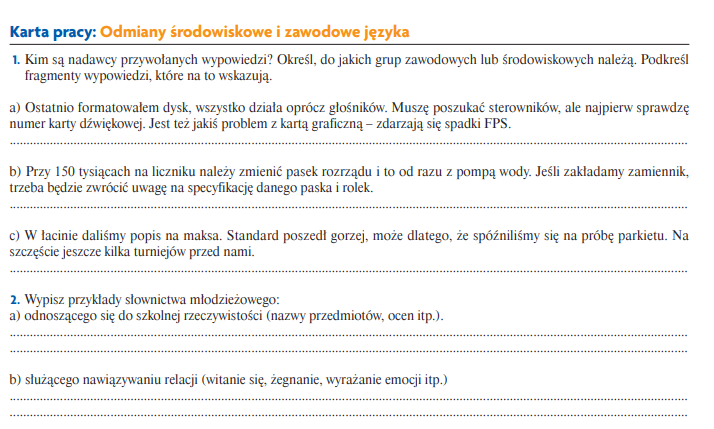 Karta pracy: Odmiany środowiskowe i zawodowe języka
1. Kim są nadawcy przywołanych wypowiedzi? Określ, do jakich grup zawodowych lub środowiskowych należą. Podkreśl
fragmenty wypowiedzi, które na to wskazują.
a) Ostatnio formatowałem dysk, wszystko działa oprócz głośników. Muszę poszukać sterowników, ale najpierw sprawdzę
numer karty dźwiękowej. Jest też jakiś problem z kartą graficzną – zdarzają się spadki FPS.
b) Przy 150 tysiącach na liczniku należy zmienić pasek rozrządu i to od razu z pompą wody. Jeśli zakładamy zamiennik,
trzeba będzie zwrócić uwagę na specyfikację danego paska i rolek.
c) W łacinie daliśmy popis na maksa. Standard poszedł gorzej, może dlatego, że spóźniliśmy się na próbę parkietu. Na
szczęście jeszcze kilka turniejów przed nami.
2. Wypisz przykłady słownictwa młodzieżowego:
a) odnoszącego się do szkolnej rzeczywistości (nazwy przedmiotów, ocen itp.).
b) służącego nawiązywaniu relacji (witanie się, żegnanie, wyrażanie emocji itp.)